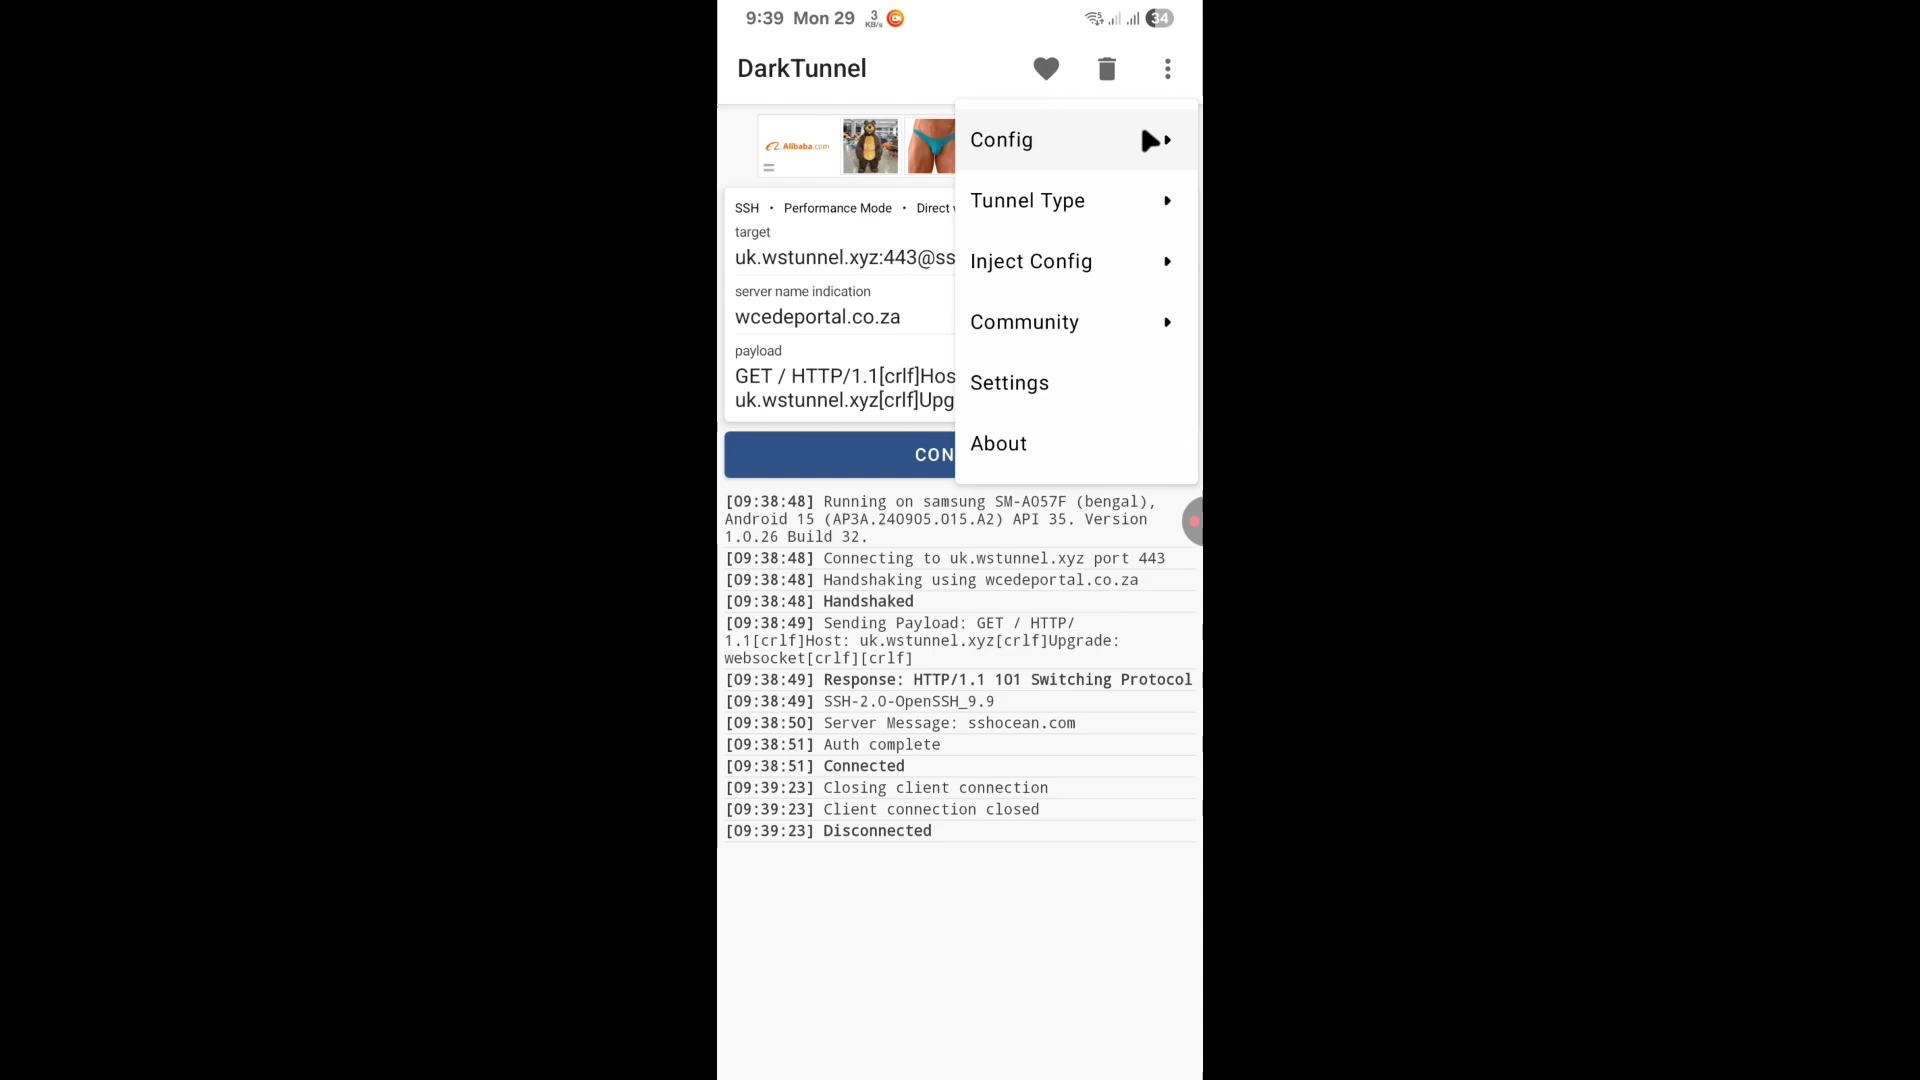 9:39 Mon 29 3 KB/s 34
DarkTunnel
Alibaba.com
Config
Tunnel Type
Inject Config
Community
Settings
About
SSH • Performance Mode • Direct
target
uk.wstunnel.xyz:443@ss
server name indication
wcedeportal.co.za
payload
GET / HTTP/1.1[crlf]Hos
uk.wstunnel.xyz[crlf]Upg
CON
[09:38:48] Running on samsung SM-A057F (bengal),
Android 15 (AP3A.240905.015.A2) API 35. Version
1.0.26 Build 32.
[09:38:48] Connecting to uk.wstunnel.xyz port 443
[09:38:48] Handshaking using wcedeportal.co.za
[09:38:48] Handshaked
[09:38:49] Sending Payload: GET / HTTP/
1.1[crlf]Host: uk.wstunnel.xyz[crlf]Upgrade:
websocket[crlf][crlf]
[09:38:49] Response: HTTP/1.1 101 Switching Protocol
[09:38:49] SSH-2.0-OpenSSH_9.9
[09:38:50] Server Message: sshocean.com
[09:38:51] Auth complete
[09:38:51] Connected
[09:39:23] Closing client connection
[09:39:23] Client connection closed
[09:39:23] Disconnected